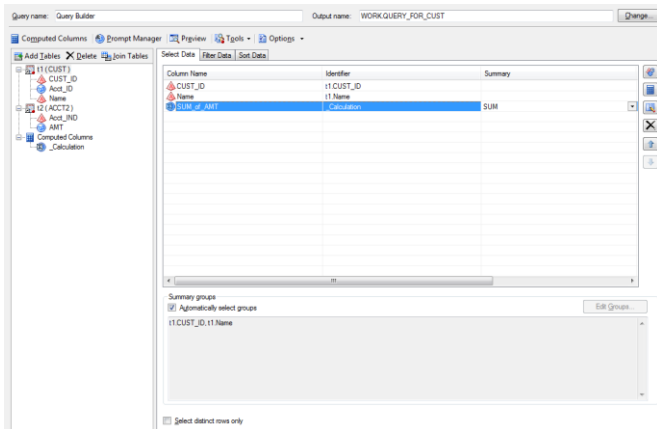 Query name: Query Builder Output name: WORK.QUERY_FOR_CUST Change...
Computed Columns Prompt Manager Preview Tools Options
Add Tables Delete Join Tables Select Data Filter Data Sort Data
t1 (CUST)
CUST_ID
Acct_ID
Name
t2 (ACCT2)
Acct_IND
AMT
Computed Columns
_Calculation
Column Name Identifier Summary
CUST_ID t1.CUST_ID
Name t1.Name
SUM_of_AMT _Calculation SUM
Summary groups
Automatically select groups Edit Groups...
t1.CUST_ID, t1.Name
Select distinct rows only